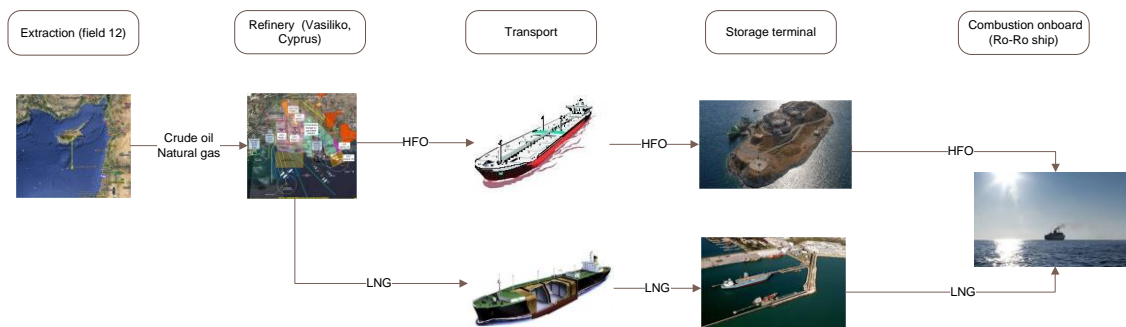 Extraction (field 12)
Refinery (Vasiliko,
Cyprus)
Transport
Storage terminal
Combustion onboard
(Ro-Ro ship)
Crude oil
Natural gas
HFO
HFO
HFO
LNG
LNG
LNG